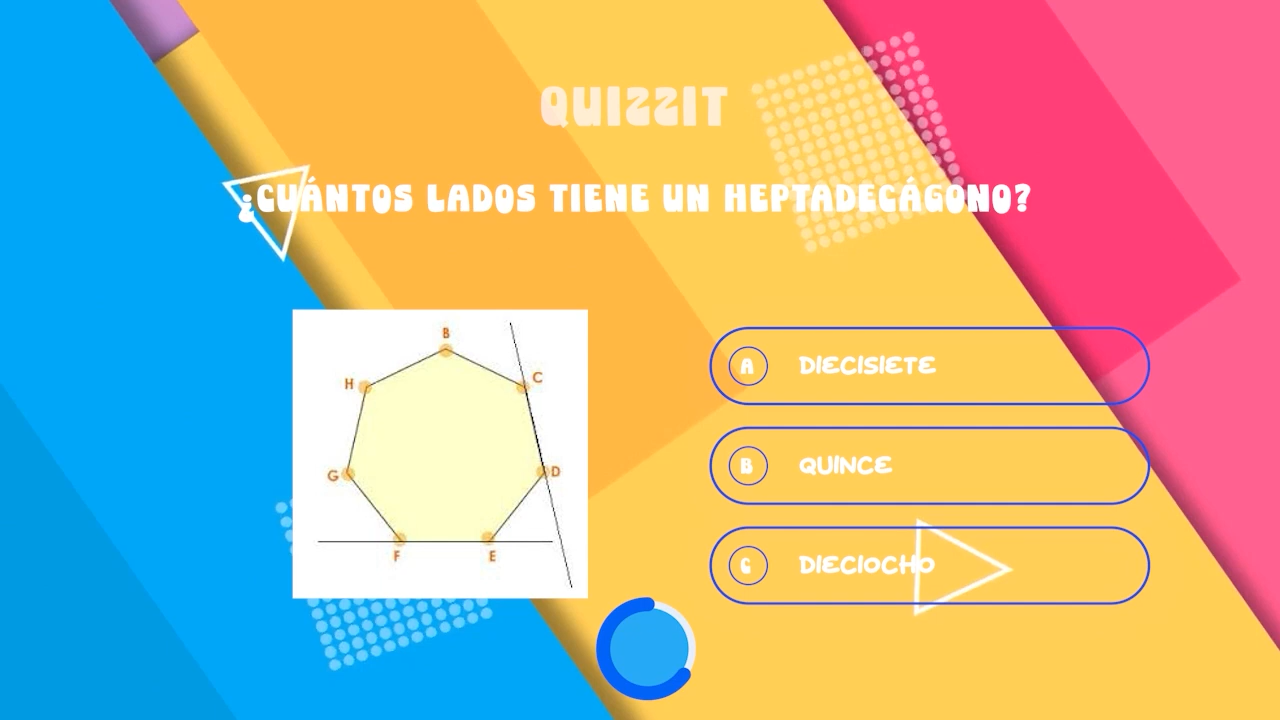 QUIZZIT
¿CUÁNTOS LADOS TIENE UN HEPTADECÁGONO?
B
H
C
G
D
F
E
A DIECISIETE
B QUINCE
C DIECIOCHO